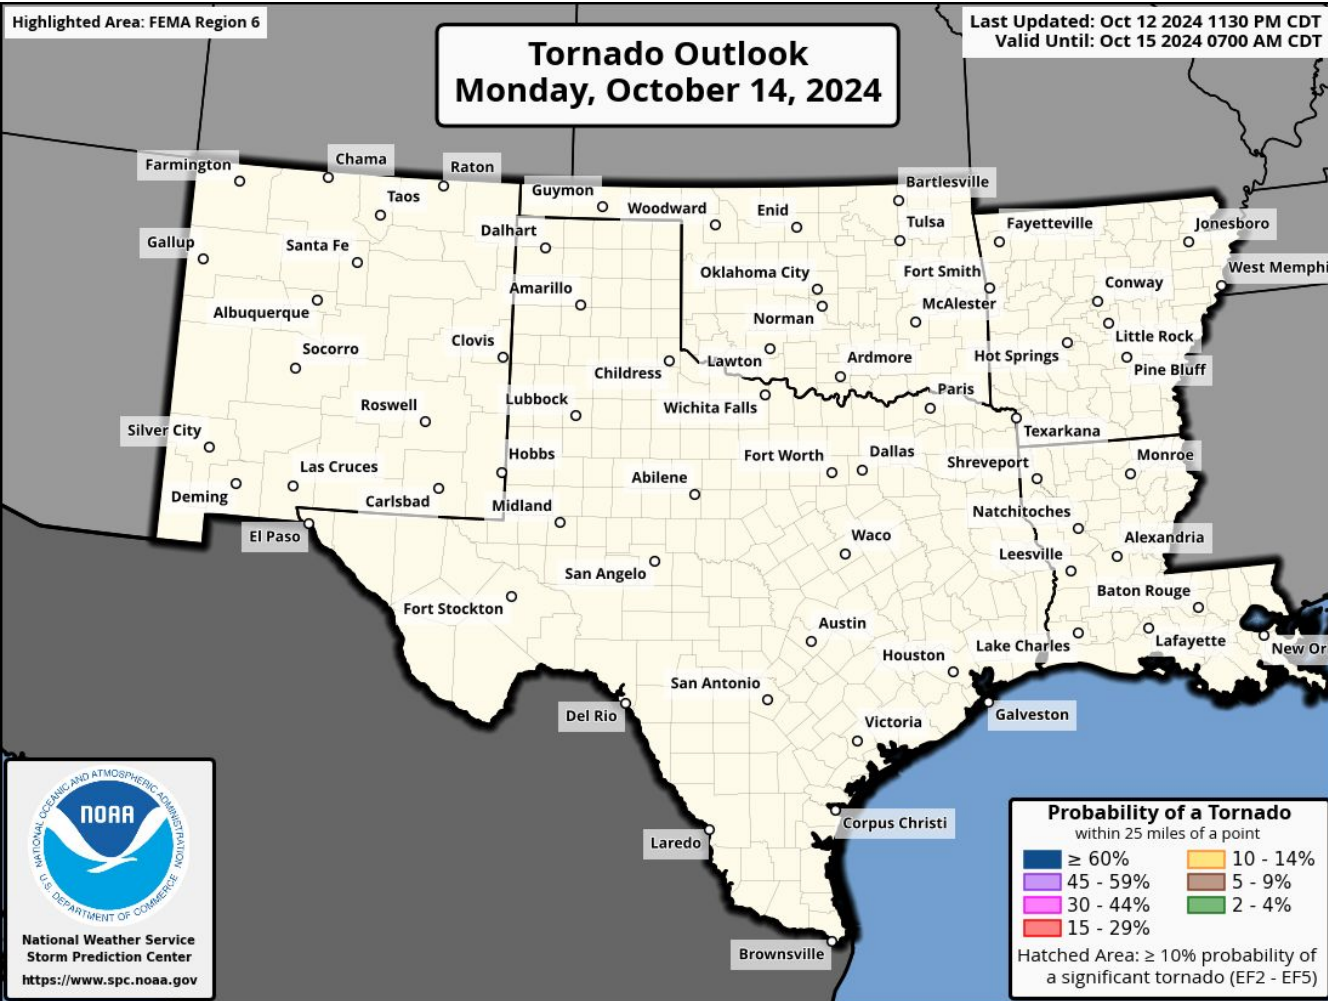 Highlighted Area: FEMA Region 6
Last Updated: Oct 12 2024 1130 PM CDT
Valid Until: Oct 15 2024 0700 AM CDT
Tornado Outlook
Monday, October 14, 2024
Farmington
Chama
Raton
Taos
Guymon
Woodward
Enid
Bartlesville
Tulsa
Fayetteville
Jonesboro
Gallup
Santa Fe
Dalhart
Oklahoma City
Fort Smith
West Memphi
Amarillo
Conway
Albuquerque
Norman
McAlester
Socorro
Clovis
Childress
Lawton
Ardmore
Hot Springs
Little Rock
Pine Bluff
Roswell
Lubbock
Wichita Falls
Paris
Silver City
Texarkana
Las Cruces
Hobbs
Fort Worth
Dallas
Shreveport
Monroe
Deming
Carlsbad
Midland
Abilene
Natchitoches
El Paso
Waco
Leesville
Alexandria
San Angelo
Baton Rouge
Fort Stockton
Austin
Lake Charles
Lafayette
New Or
Houston
San Antonio
Del Rio
Victoria
Galveston
Corpus Christi
Laredo
Brownsville
NATIONAL OCEANIC AND ATMOSPHERIC ADMINISTRATION
NOAA
U.S. DEPARTMENT OF COMMERCE
National Weather Service
Storm Prediction Center
https://www.spc.noaa.gov
Probability of a Tornado
within 25 miles of a point
≥ 60%
45 - 59%
30 - 44%
15 - 29%
10 - 14%
5 - 9%
2 - 4%
Hatched Area: ≥ 10% probability of
a significant tornado (EF2 - EF5)